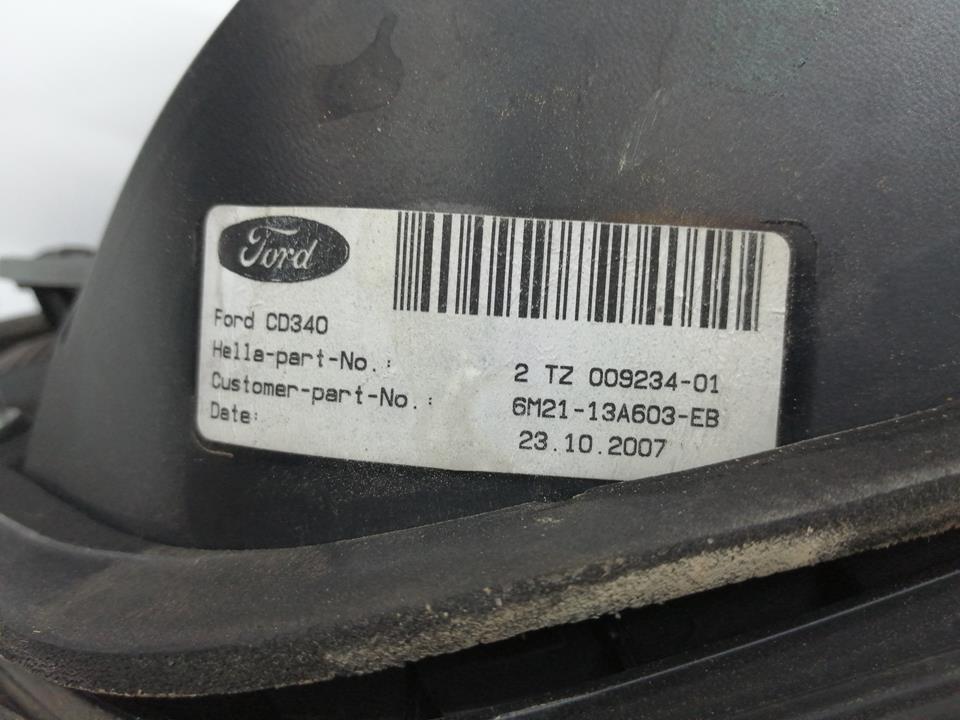 Ford
Ford CD340
Hella-part-No.: 2 TZ 009234-01
Customer-part-No.: 6M21-13A603-EB
Date: 23.10.2007